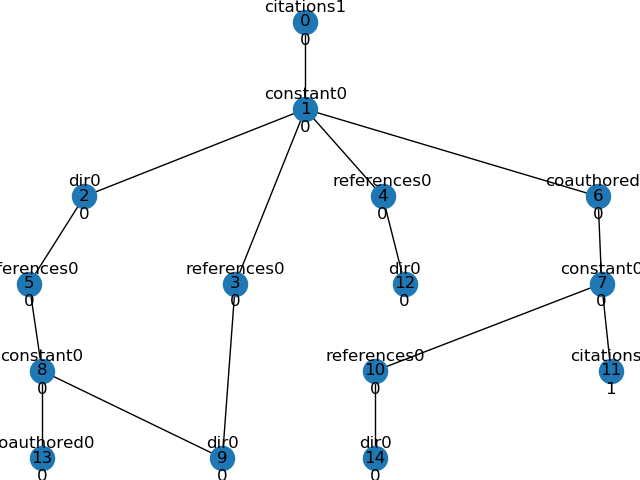 citations1
0
0
constant0
1
0
dir0
2
0
references0
4
0
coauthored
6
0
ferences0
5
0
references0
3
0
dir0
12
0
constant0
7
0
constant0
8
0
references0
10
0
citations
11
1
oauthored0
13
0
dir0
9
0
dir0
14
0